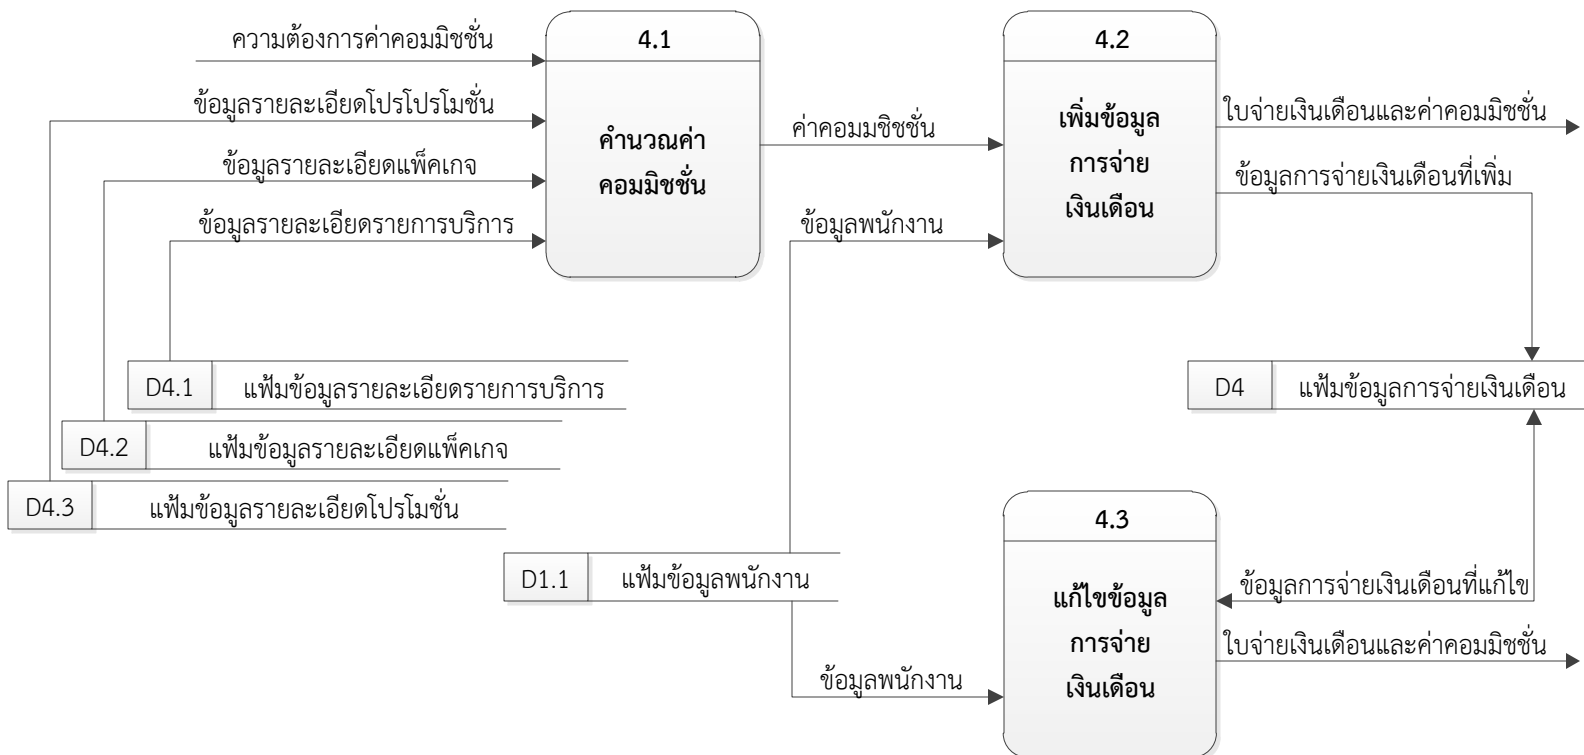 ความต้องการค่าคอมมิชชั่น
ข้อมูลรายละเอียดโปรโปรโมชั่น
ข้อมูลรายละเอียดแพ็คเกจ
ข้อมูลรายละเอียดรายการบริการ
4.1
คำนวณค่า
คอมมิชชั่น
ค่าคอมมชิชชั่น
ข้อมูลพนักงาน
4.2
เพิ่มข้อมูล
การจ่าย
เงินเดือน
ใบจ่ายเงินเดือนและค่าคอมมิชชั่น
ข้อมูลการจ่ายเงินเดือนที่เพิ่ม
D4.1 แฟ้มข้อมูลรายละเอียดรายการบริการ
D4.2 แฟ้มข้อมูลรายละเอียดแพ็คเกจ
D4.3 แฟ้มข้อมูลรายละเอียดโปรโมชั่น
D4 แฟ้มข้อมูลการจ่ายเงินเดือน
D1.1 แฟ้มข้อมูลพนักงาน
ข้อมูลพนักงาน
4.3
แก้ไขข้อมูล
การจ่าย
เงินเดือน
ข้อมูลการจ่ายเงินเดือนที่แก้ไข
ใบจ่ายเงินเดือนและค่าคอมมิชชั่น